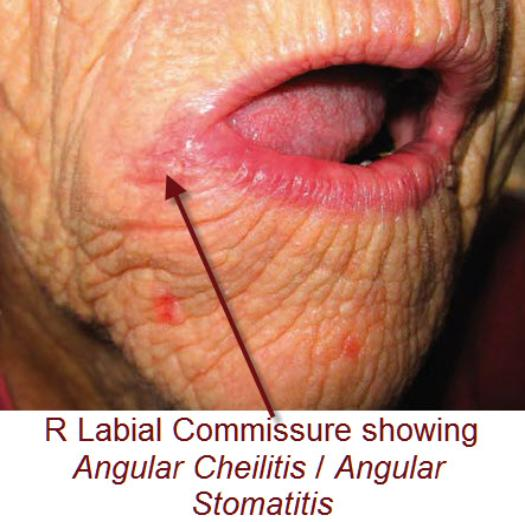 R Labial Commissure showing
Angular Cheilitis / Angular
Stomatitis